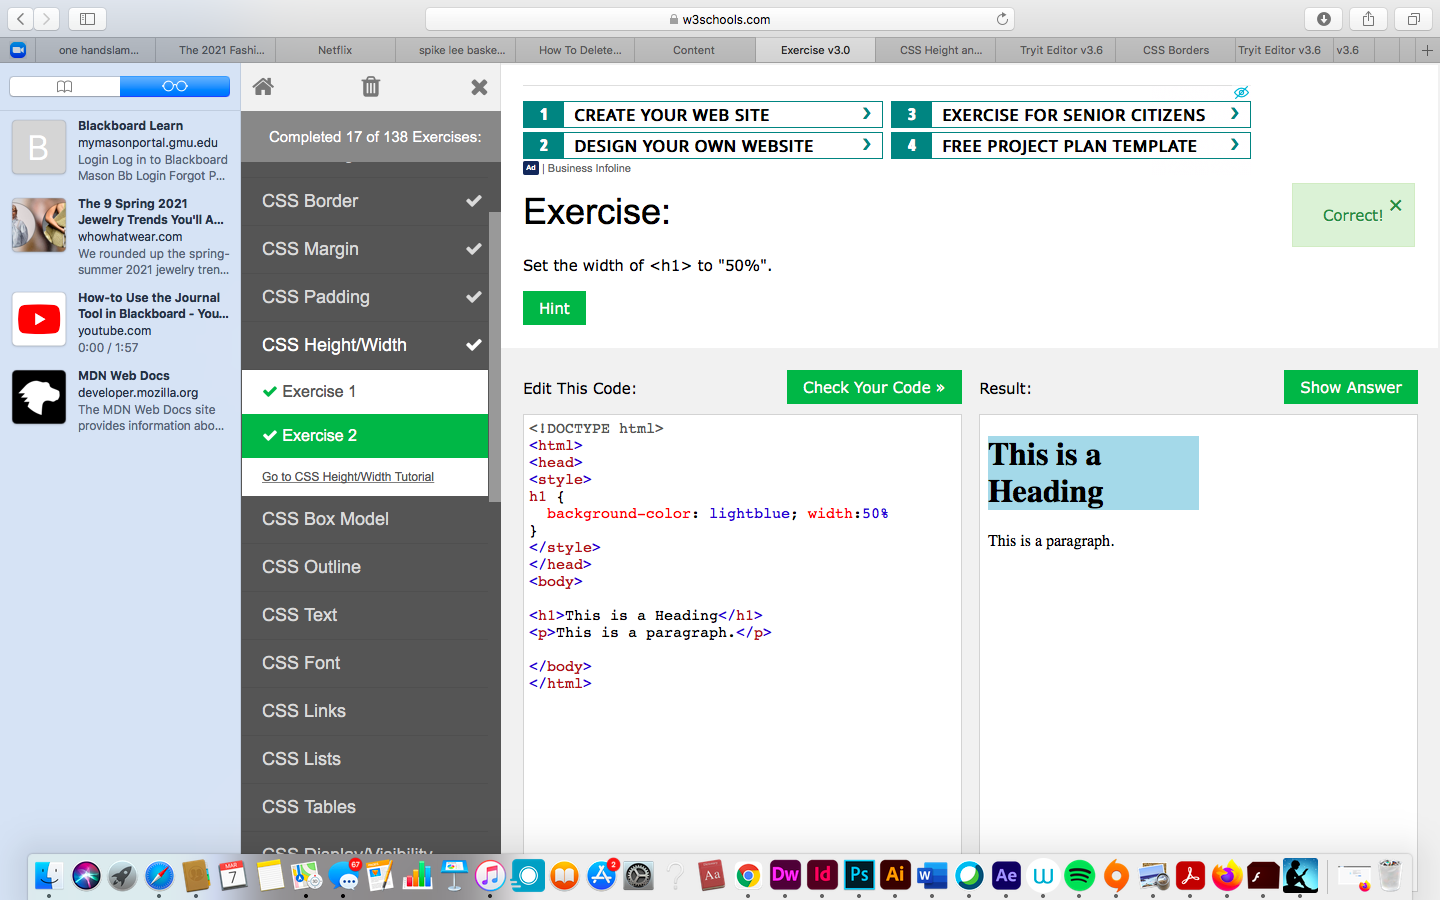 w3schools.com
one handslam...
The 2021 Fashi...
Netflix
spike lee baske...
How To Delete...
Content
Exercise v3.0
CSS Height an...
Tryit Editor v3.6
CSS Borders
Tryit Editor v3.6
v3.6
B
Blackboard Learn
mymasonportal.gmu.edu
Login Log in to Blackboard
Mason Bb Login Forgot P...
The 9 Spring 2021
Jewelry Trends You'll A...
whowhatwear.com
We rounded up the spring-
summer 2021 jewelry tren...
How-to Use the Journal
Tool in Blackboard - You...
youtube.com
0:00 / 1:57
MDN Web Docs
developer.mozilla.org
The MDN Web Docs site
provides information abo...
Completed 17 of 138 Exercises:
CSS Border
CSS Margin
CSS Padding
CSS Height/Width
Exercise 1
Exercise 2
Go to CSS Height/Width Tutorial
CSS Box Model
CSS Outline
CSS Text
CSS Font
CSS Links
CSS Lists
CSS Tables
CSS Display/Visibility
1 CREATE YOUR WEB SITE
2 DESIGN YOUR OWN WEBSITE
3 EXERCISE FOR SENIOR CITIZENS
4 FREE PROJECT PLAN TEMPLATE
Ad | Business Infoline
Exercise:
Correct!
Set the width of <h1> to "50%".
Hint
Edit This Code:
Check Your Code »
Result:
Show Answer
<!DOCTYPE html>
<html>
<head>
<style>
h1 {
background-color: lightblue; width:50%
}
</style>
</head>
<body>
<h1>This is a Heading</h1>
<p>This is a paragraph.</p>
</body>
</html>
This is a
Heading
This is a paragraph.
MAR
7
67
2
Aa
Dw
Id
Ps
Ai
W
Ae